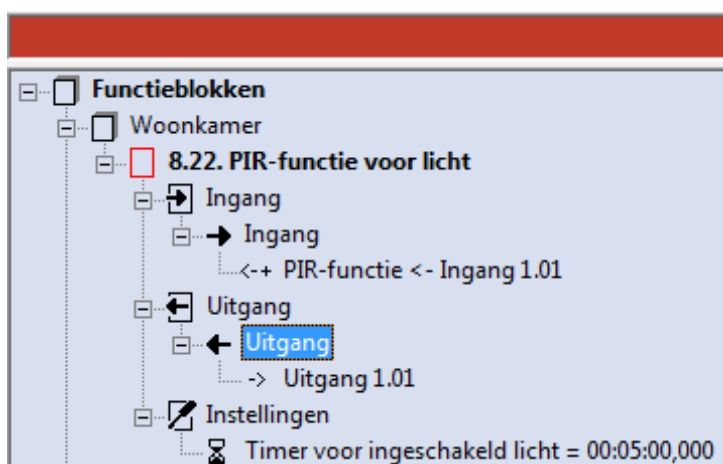 Functieblokken
Woonkamer
8.22. PIR-functie voor licht
Ingang
Ingang
<-+ PIR-functie <- Ingang 1.01
Uitgang
Uitgang
-> Uitgang 1.01
Instellingen
Timer voor ingeschakeld licht = 00:05:00,000